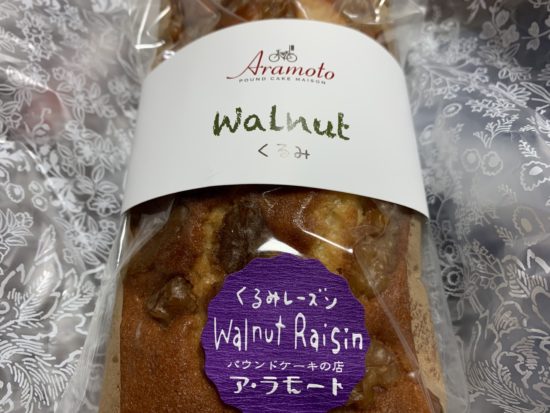 Aramoto
POUND CAKE MAISON
Walnut
くるみ
くるみレーズン
Walnut Raisin
パウンドケーキの店
ア・ラモート